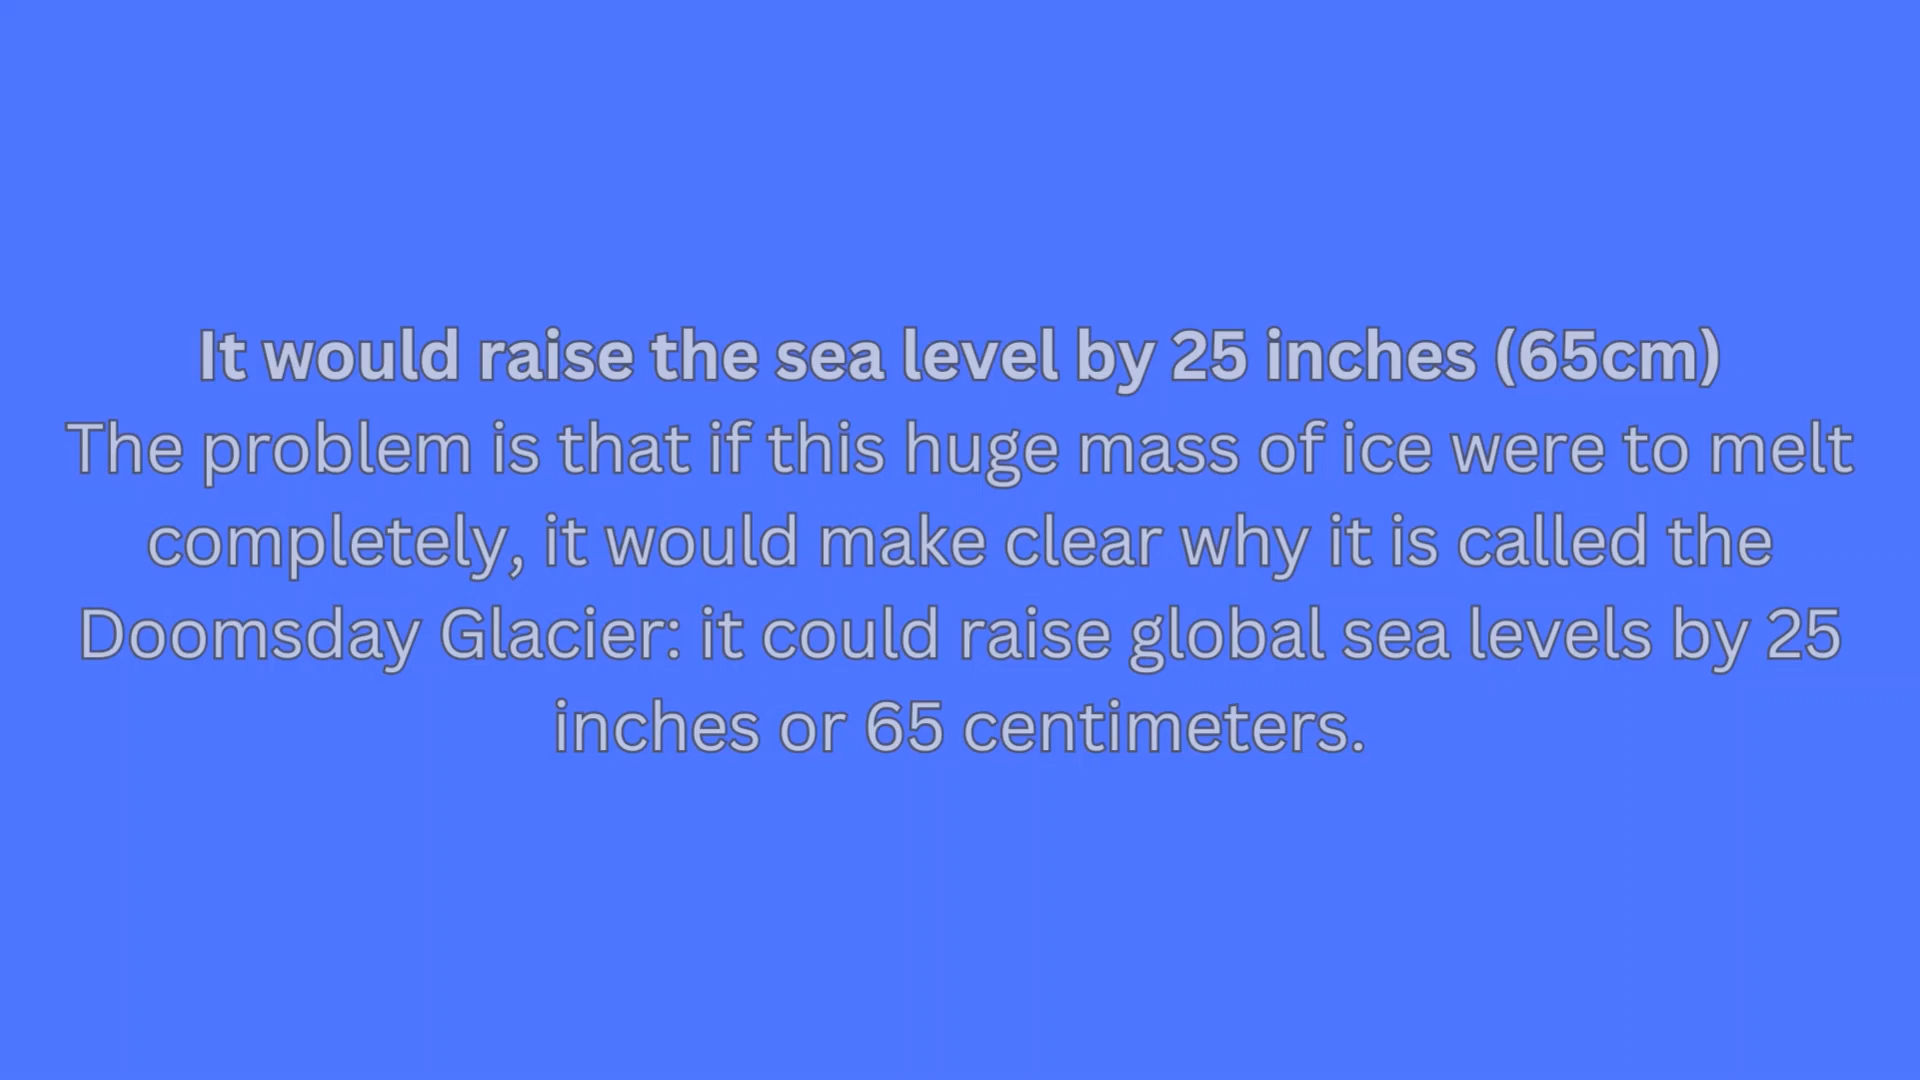 It would raise the sea level by 25 inches (65cm)
The problem is that if this huge mass of ice were to melt
completely, it would make clear why it is called the
Doomsday Glacier: it could raise global sea levels by 25
inches or 65 centimeters.